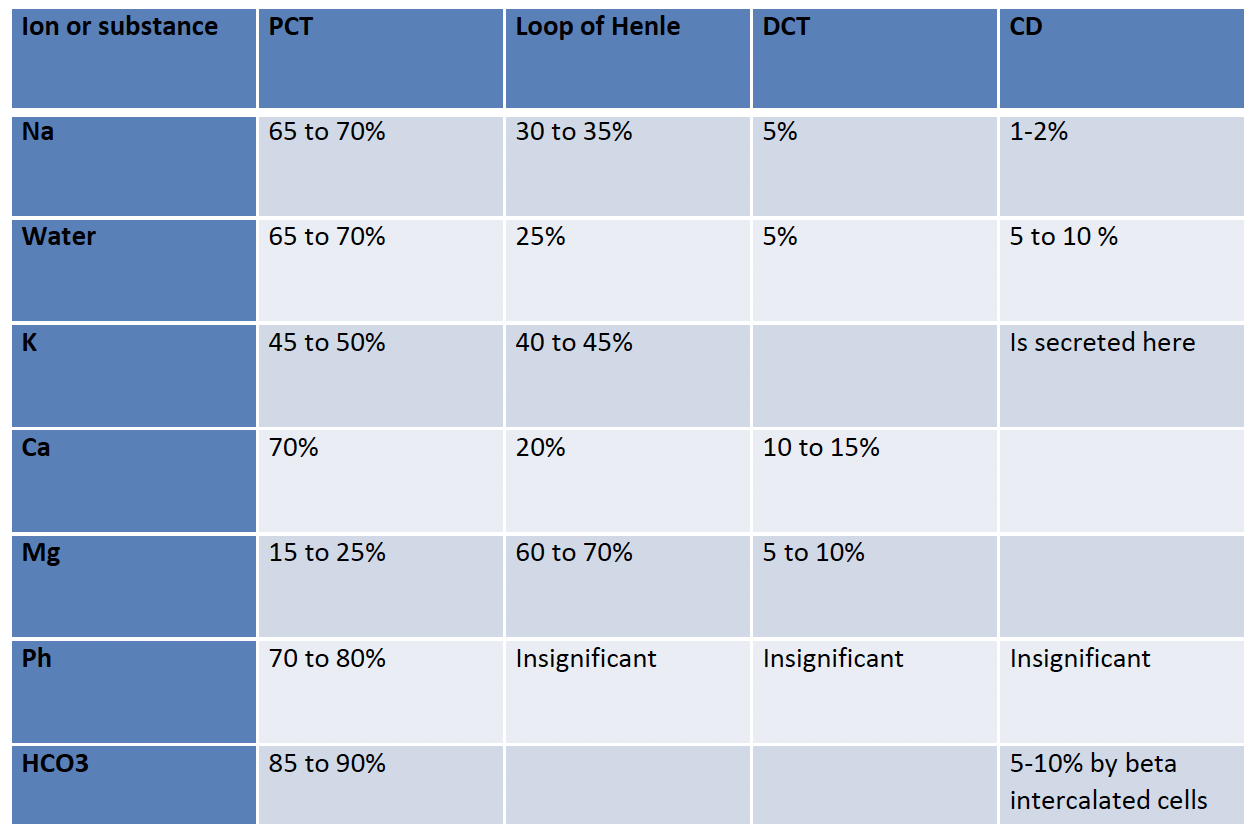 Ion or substance PCT Loop of Henle DCT CD
Na 65 to 70% 30 to 35% 5% 1-2%
Water 65 to 70% 25% 5% 5 to 10 %
K 45 to 50% 40 to 45% Is secreted here
Ca 70% 20% 10 to 15%
Mg 15 to 25% 60 to 70% 5 to 10%
Ph 70 to 80% Insignificant Insignificant Insignificant
HCO3 85 to 90% 5-10% by beta
intercalated cells